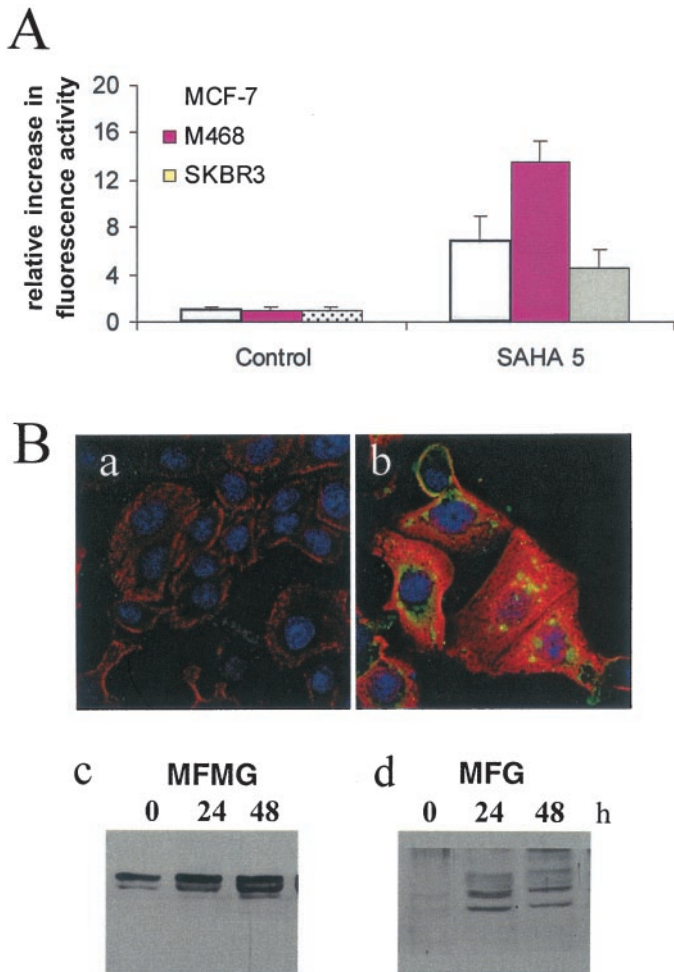 A
relative increase in
fluorescence activity
20
16
12
8
4
0
MCF-7
M468
SKBR3
Control
SAHA 5
B
a
b
c
MFMG
0 24 48
d
MFG
0 24 48 h